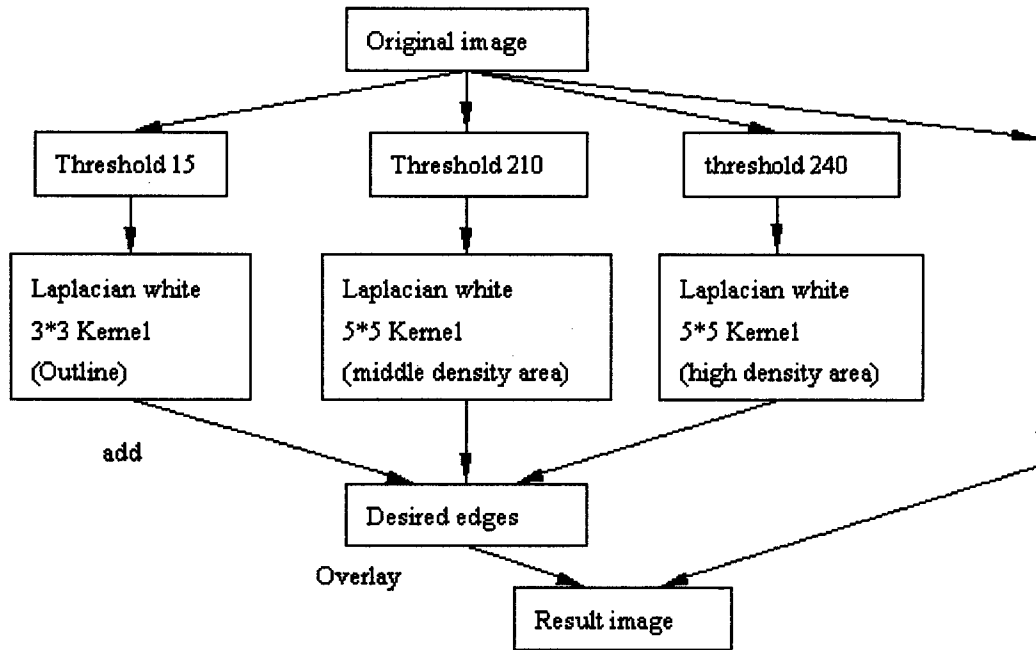 Original image
Threshold 15
Threshold 210
threshold 240
Laplacian white
3*3 Kernel
(Outline)
Laplacian white
5*5 Kernel
(middle density area)
Laplacian white
5*5 Kernel
(high density area)
add
Desired edges
Overlay
Result image